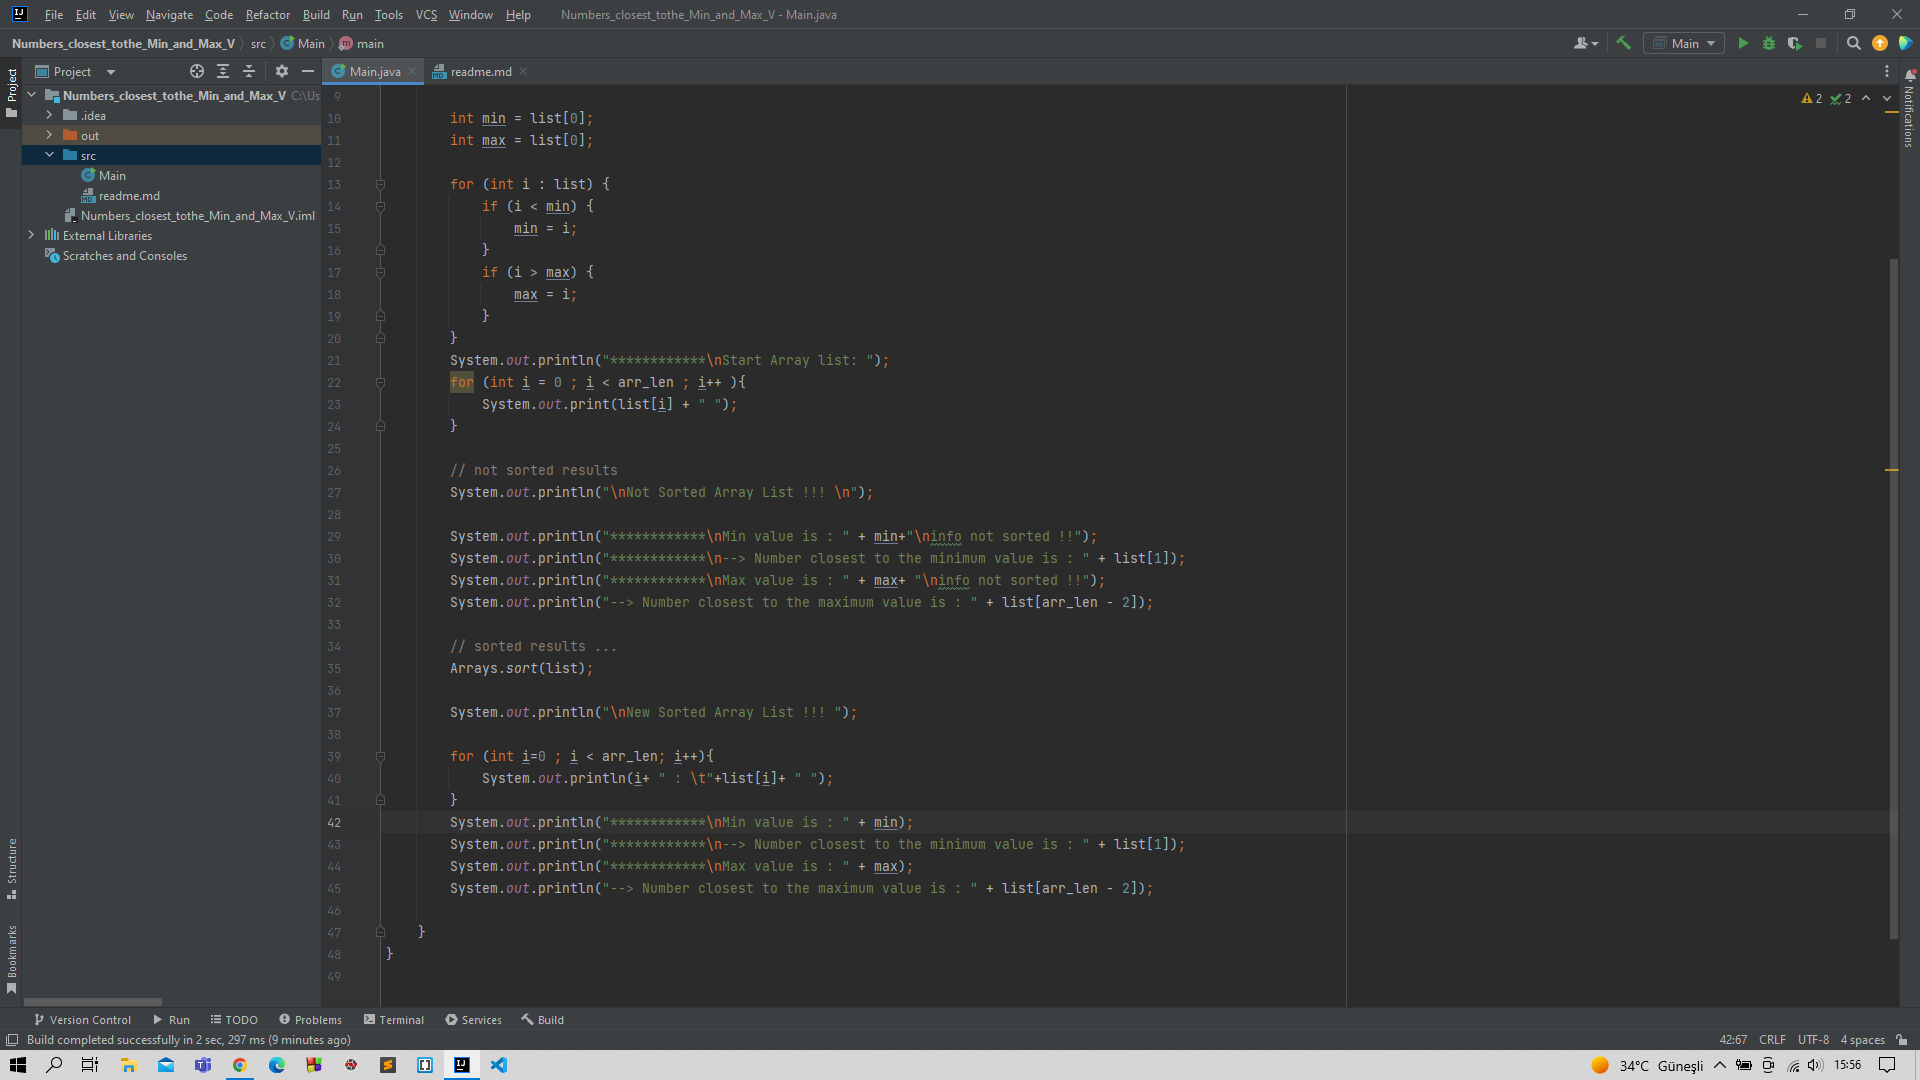 File Edit View Navigate Code Refactor Build Run Tools VCS Window Help Numbers_closest_tothe_Min_and_Max_V - Main.java
Numbers_closest_tothe_Min_and_Max_V src Main main Main
Project Main.java readme.md
Project
Numbers_closest_tothe_Min_and_Max_V C:\Us
.idea
out
src
Main
readme.md
Numbers_closest_tothe_Min_and_Max_V.iml
External Libraries
Scratches and Consoles
2 2
Notifications
9
10 int min = list[0];
11 int max = list[0];
12
13 for (int i : list) {
14 if (i < min) {
15 min = i;
16 }
17 if (i > max) {
18 max = i;
19 }
20 }
21 System.out.println("************\nStart Array list: ");
22 for (int i = 0 ; i < arr_len ; i++ ){
23 System.out.print(list[i] + " ");
24 }
25
26 // not sorted results
27 System.out.println("\nNot Sorted Array List !!! \n");
28
29 System.out.println("************\nMin value is : " + min+"\ninfo not sorted !!");
30 System.out.println("************\n--> Number closest to the minimum value is : " + list[1]);
31 System.out.println("************\nMax value is : " + max+ "\ninfo not sorted !!");
32 System.out.println("--> Number closest to the maximum value is : " + list[arr_len - 2]);
33
34 // sorted results ...
35 Arrays.sort(list);
36
37 System.out.println("\nNew Sorted Array List !!! ");
38
39 for (int i=0 ; i < arr_len; i++){
40 System.out.println(i+ " : \t"+list[i]+ " ");
41 }
42 System.out.println("************\nMin value is : " + min);
43 System.out.println("************\n--> Number closest to the minimum value is : " + list[1]);
44 System.out.println("************\nMax value is : " + max);
45 System.out.println("--> Number closest to the maximum value is : " + list[arr_len - 2]);
46
47 }
48 }
49
Structure
Bookmarks
Version Control Run TODO Problems Terminal Services Build
Build completed successfully in 2 sec, 297 ms (9 minutes ago) 42:67 CRLF UTF-8 4 spaces
34°C Güneşli 15:56